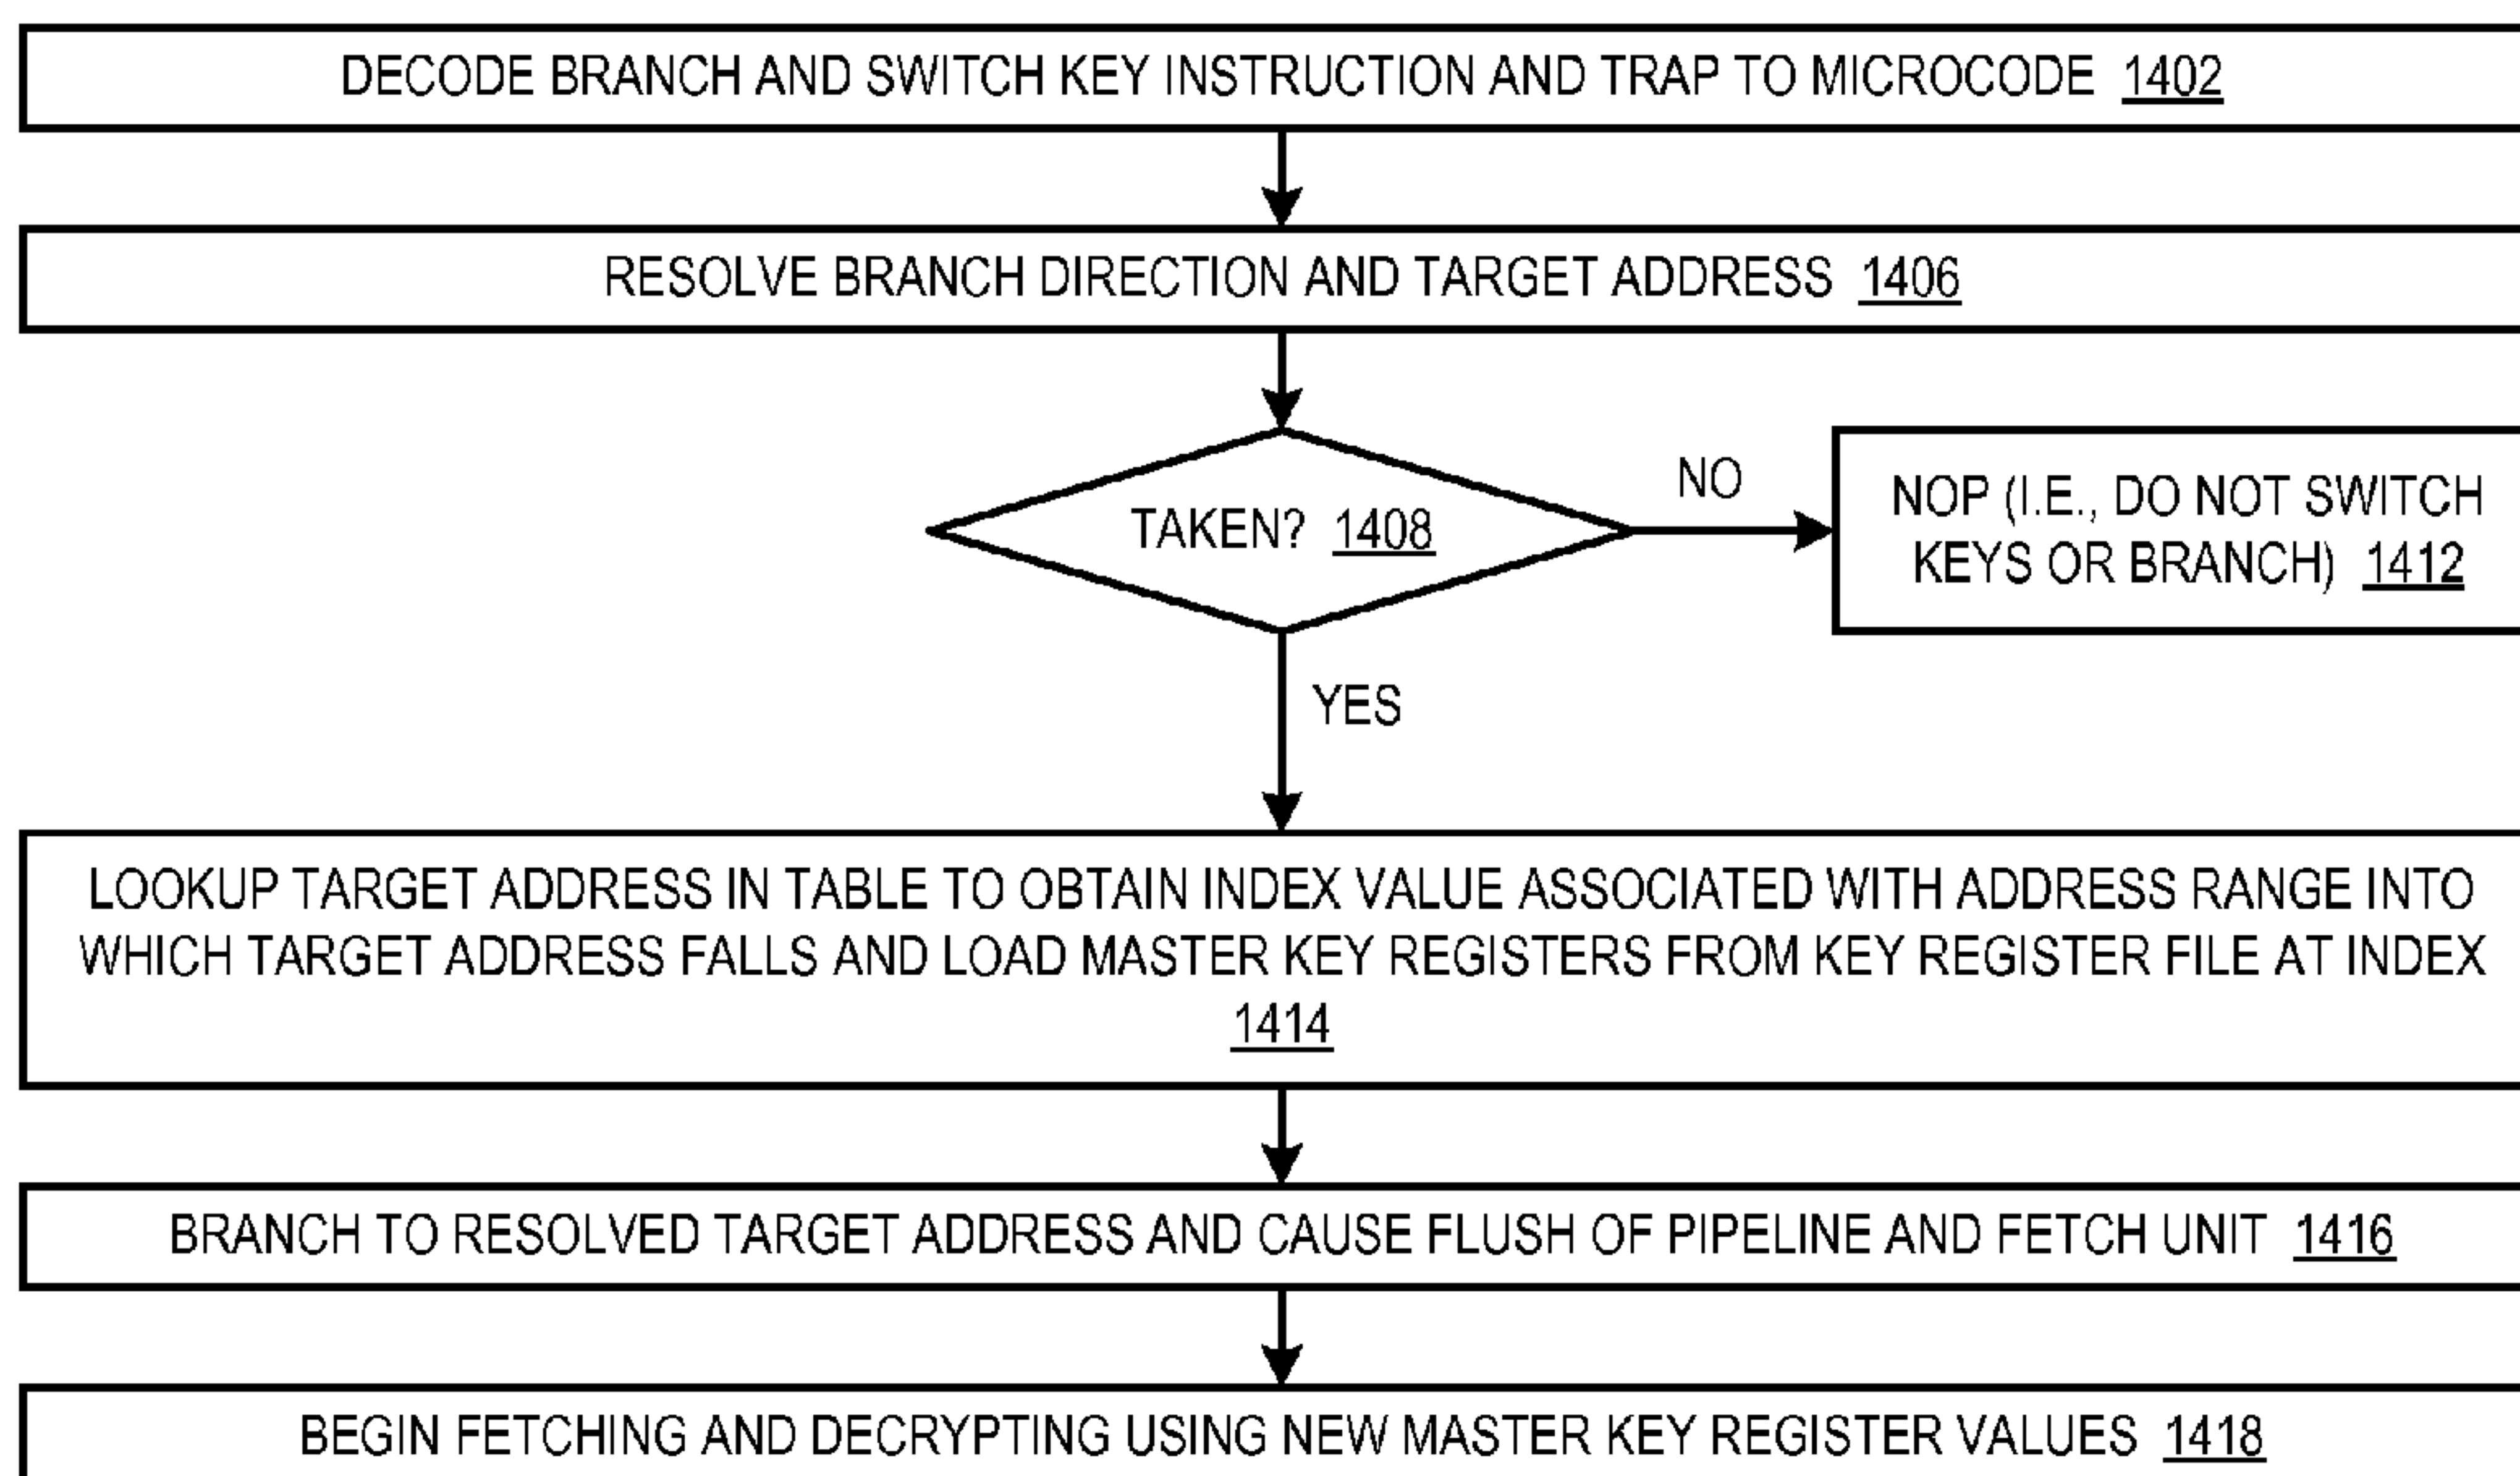 DECODE BRANCH AND SWITCH KEY INSTRUCTION AND TRAP TO MICROCODE 1402
RESOLVE BRANCH DIRECTION AND TARGET ADDRESS 1406
TAKEN? 1408
NO
NOP (I.E., DO NOT SWITCH
KEYS OR BRANCH) 1412
YES
LOOKUP TARGET ADDRESS IN TABLE TO OBTAIN INDEX VALUE ASSOCIATED WITH ADDRESS RANGE INTO
WHICH TARGET ADDRESS FALLS AND LOAD MASTER KEY REGISTERS FROM KEY REGISTER FILE AT INDEX
1414
BRANCH TO RESOLVED TARGET ADDRESS AND CAUSE FLUSH OF PIPELINE AND FETCH UNIT 1416
BEGIN FETCHING AND DECRYPTING USING NEW MASTER KEY REGISTER VALUES 1418